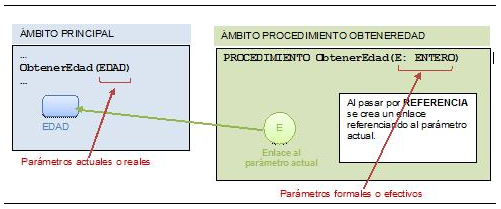 ÁMBITO PRINCIPAL
...
ObtenerEdad(EDAD)
...
EDAD
Parámetros actuales o reales
ÁMBITO PROCEDIMIENTO OBTENEREDAD
PROCEDIMIENTO ObtenerEdad(E: ENTERO)
E
Enlace al
parámetro actual
Al pasar por REFERENCIA
se crea un enlace
referenciando al parámetro
actual.
Parámetros formales o efectivos